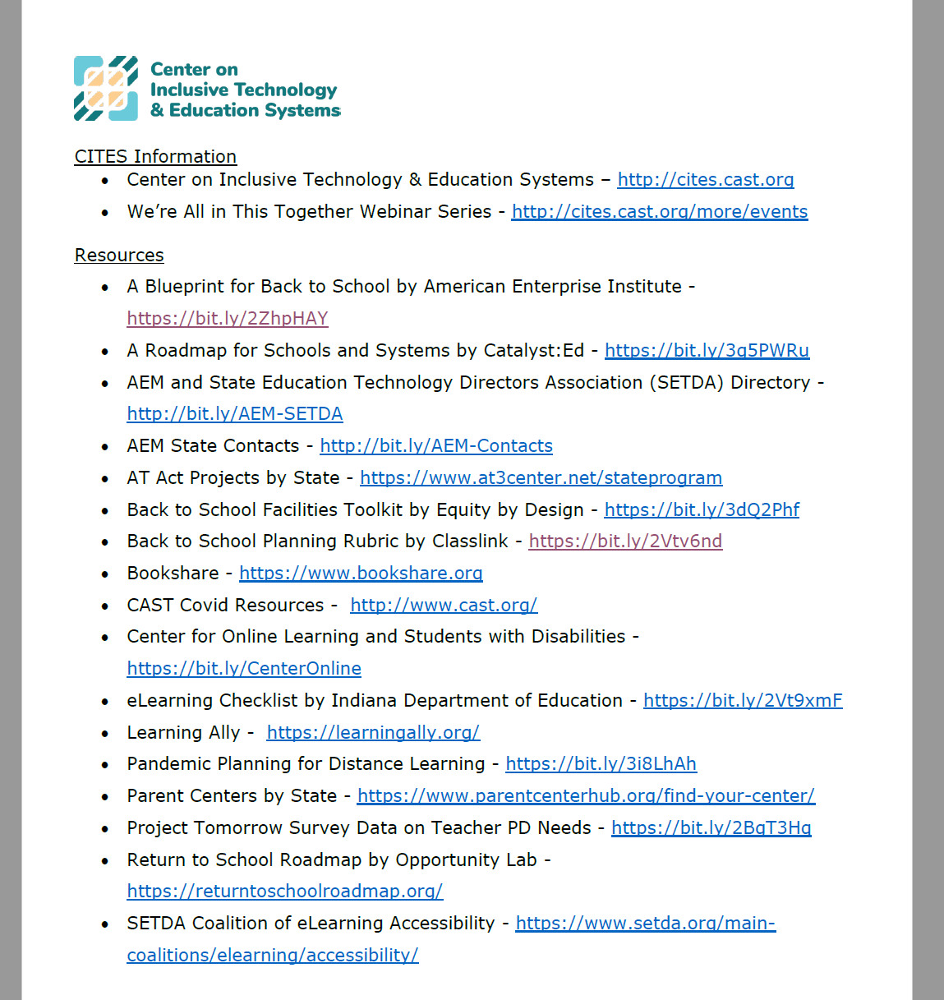 Center on
Inclusive Technology
& Education Systems
CITES Information
• Center on Inclusive Technology & Education Systems – http://cites.cast.org
• We’re All in This Together Webinar Series - http://cites.cast.org/more/events
Resources
• A Blueprint for Back to School by American Enterprise Institute -
https://bit.ly/2ZhpHAY
• A Roadmap for Schools and Systems by Catalyst:Ed - https://bit.ly/3g5PWRu
• AEM and State Education Technology Directors Association (SETDA) Directory -
http://bit.ly/AEM-SETDA
• AEM State Contacts - http://bit.ly/AEM-Contacts
• AT Act Projects by State - https://www.at3center.net/stateprogram
• Back to School Facilities Toolkit by Equity by Design - https://bit.ly/3dQ2Phf
• Back to School Planning Rubric by Classlink - https://bit.ly/2Vtv6nd
• Bookshare - https://www.bookshare.org
• CAST Covid Resources -  http://www.cast.org/
• Center for Online Learning and Students with Disabilities -
https://bit.ly/CenterOnline
• eLearning Checklist by Indiana Department of Education - https://bit.ly/2Vt9xmF
• Learning Ally -  https://learningally.org/
• Pandemic Planning for Distance Learning - https://bit.ly/3i8LhAh
• Parent Centers by State - https://www.parentcenterhub.org/find-your-center/
• Project Tomorrow Survey Data on Teacher PD Needs - https://bit.ly/2BgT3Hg
• Return to School Roadmap by Opportunity Lab -
https://returntoschoolroadmap.org/
• SETDA Coalition of eLearning Accessibility - https://www.setda.org/main-
coalitions/elearning/accessibility/